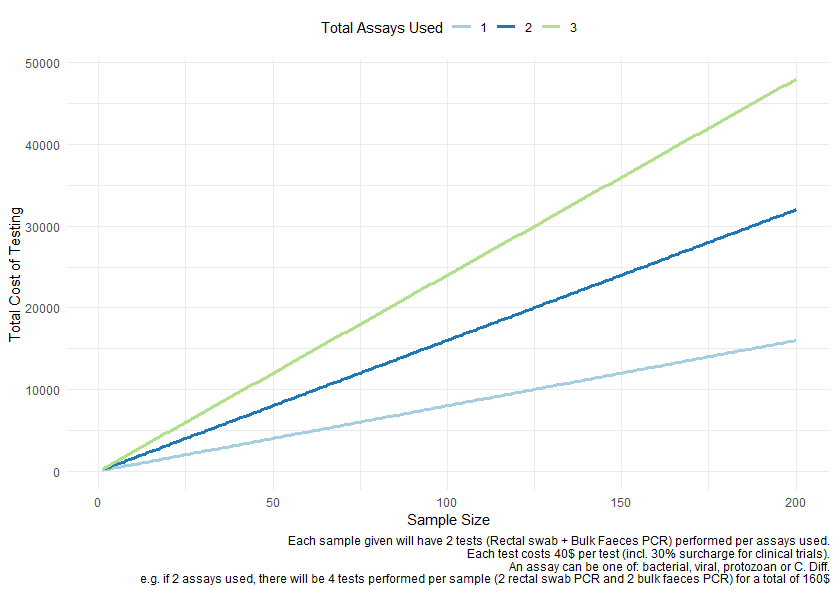 Total Assays Used 1 2 3
50000
40000
30000
20000
10000
0
Total Cost of Testing
0 50 100 150 200
Sample Size
Each sample given will have 2 tests (Rectal swab + Bulk Faeces PCR) performed per assays used.
Each test costs 40$ per test (incl. 30% surcharge for clinical trials).
An assay can be one of: bacterial, viral, protozoan or C. Diff.
e.g. if 2 assays used, there will be 4 tests performed per sample (2 rectal swab PCR and 2 bulk faeces PCR) for a total of 160$